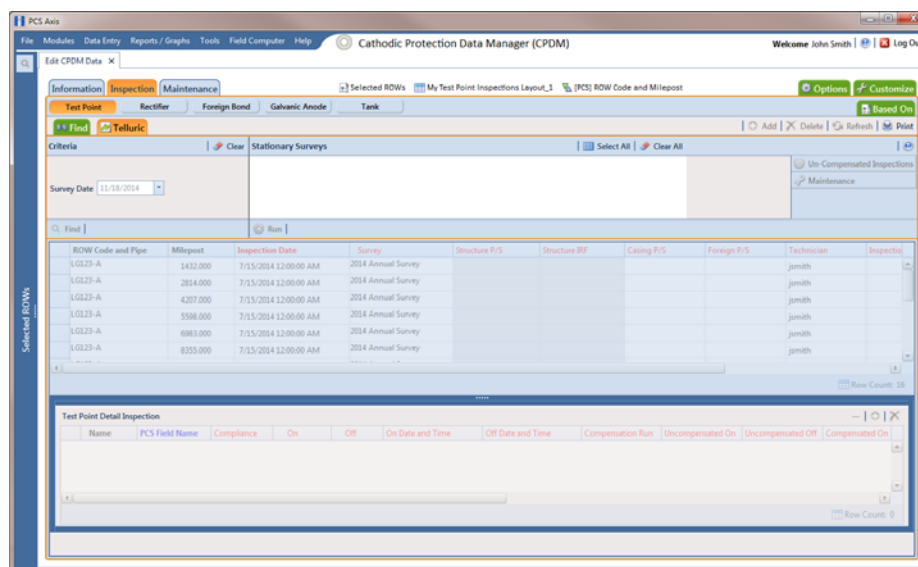 PCS Axis
File Modules Data Entry Reports / Graphs Tools Field Computer Help Cathodic Protection Data Manager (CPDM) Welcome John Smith Log Ou
Edit CPDM Data X
Information Inspection Maintenance Selected ROWs My Test Point Inspections Layout_1 [PCS] ROW Code and Milepost Options Customize
Test Point Rectifier Foreign Bond Galvanic Anode Tank Based On
Find Telluric Add Delete Refresh Print
Criteria Clear Stationary Surveys Select All Clear All
Un-Compensated Inspections
Survey Date 11/18/2014 Maintenance
Find Run
ROW Code and Pipe Milepost Inspection Date Survey Structure P/S Structure IRF Casing P/S Foreign P/S Technician Inspectio
LG123-A 1432.000 7/15/2014 12:00:00 AM 2014 Annual Survey jsmith
LG123-A 2814.000 7/15/2014 12:00:00 AM 2014 Annual Survey jsmith
LG123-A 4207.000 7/15/2014 12:00:00 AM 2014 Annual Survey jsmith
LG123-A 5598.000 7/15/2014 12:00:00 AM 2014 Annual Survey jsmith
LG123-A 6983.000 7/15/2014 12:00:00 AM 2014 Annual Survey jsmith
LG123-A 8355.000 7/15/2014 12:00:00 AM 2014 Annual Survey jsmith
Row Count: 16
Selected ROWs
Test Point Detail Inspection
Name PCS Field Name Compliance On Off On Date and Time Off Date and Time Compensation Run Uncompensated On Uncompensated Off Compensated On
Row Count: 0